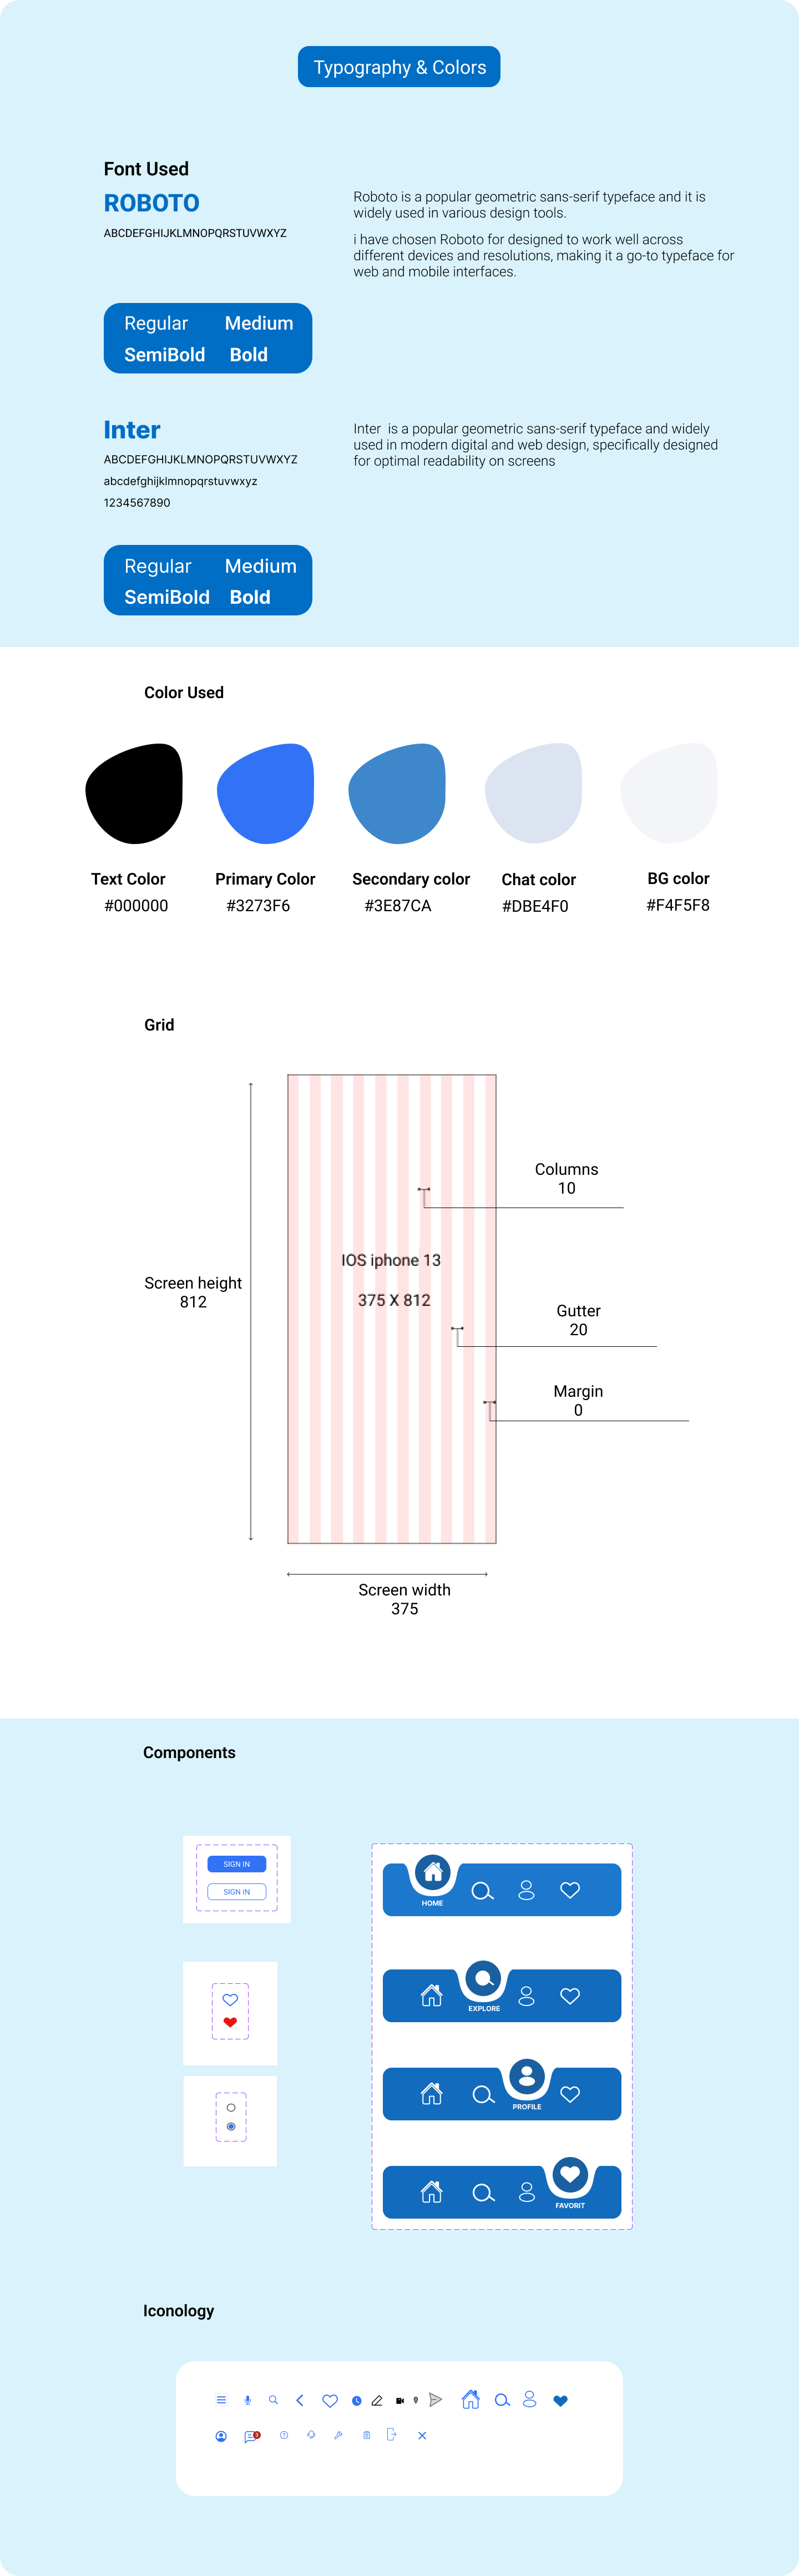 Typography & Colors
Font Used
ROBOTO
ABCDEFGHIJKLMNOPQRSTUVWXYZ
Roboto is a popular geometric sans-serif typeface and it is
widely used in various design tools.
i have chosen Roboto for designed to work well across
different devices and resolutions, making it a go-to typeface for
web and mobile interfaces.
Regular Medium
SemiBold Bold
Inter
ABCDEFGHIJKLMNOPQRSTUVWXYZ
abcdefghijklmnopqrstuvwxyz
1234567890
Inter is a popular geometric sans-serif typeface and widely
used in modern digital and web design, specifically designed
for optimal readability on screens
Regular Medium
SemiBold Bold
Color Used
Text Color
#000000
Primary Color
#3273F6
Secondary color
#3E87CA
Chat color
#DBE4F0
BG color
#F4F5F8
Grid
Columns
10
IOS iphone 13
375 X 812
Screen height
812
Gutter
20
Margin
0
Screen width
375
Components
SIGN IN
SIGN IN
HOME
EXPLORE
PROFILE
FAVORIT
Iconology
3